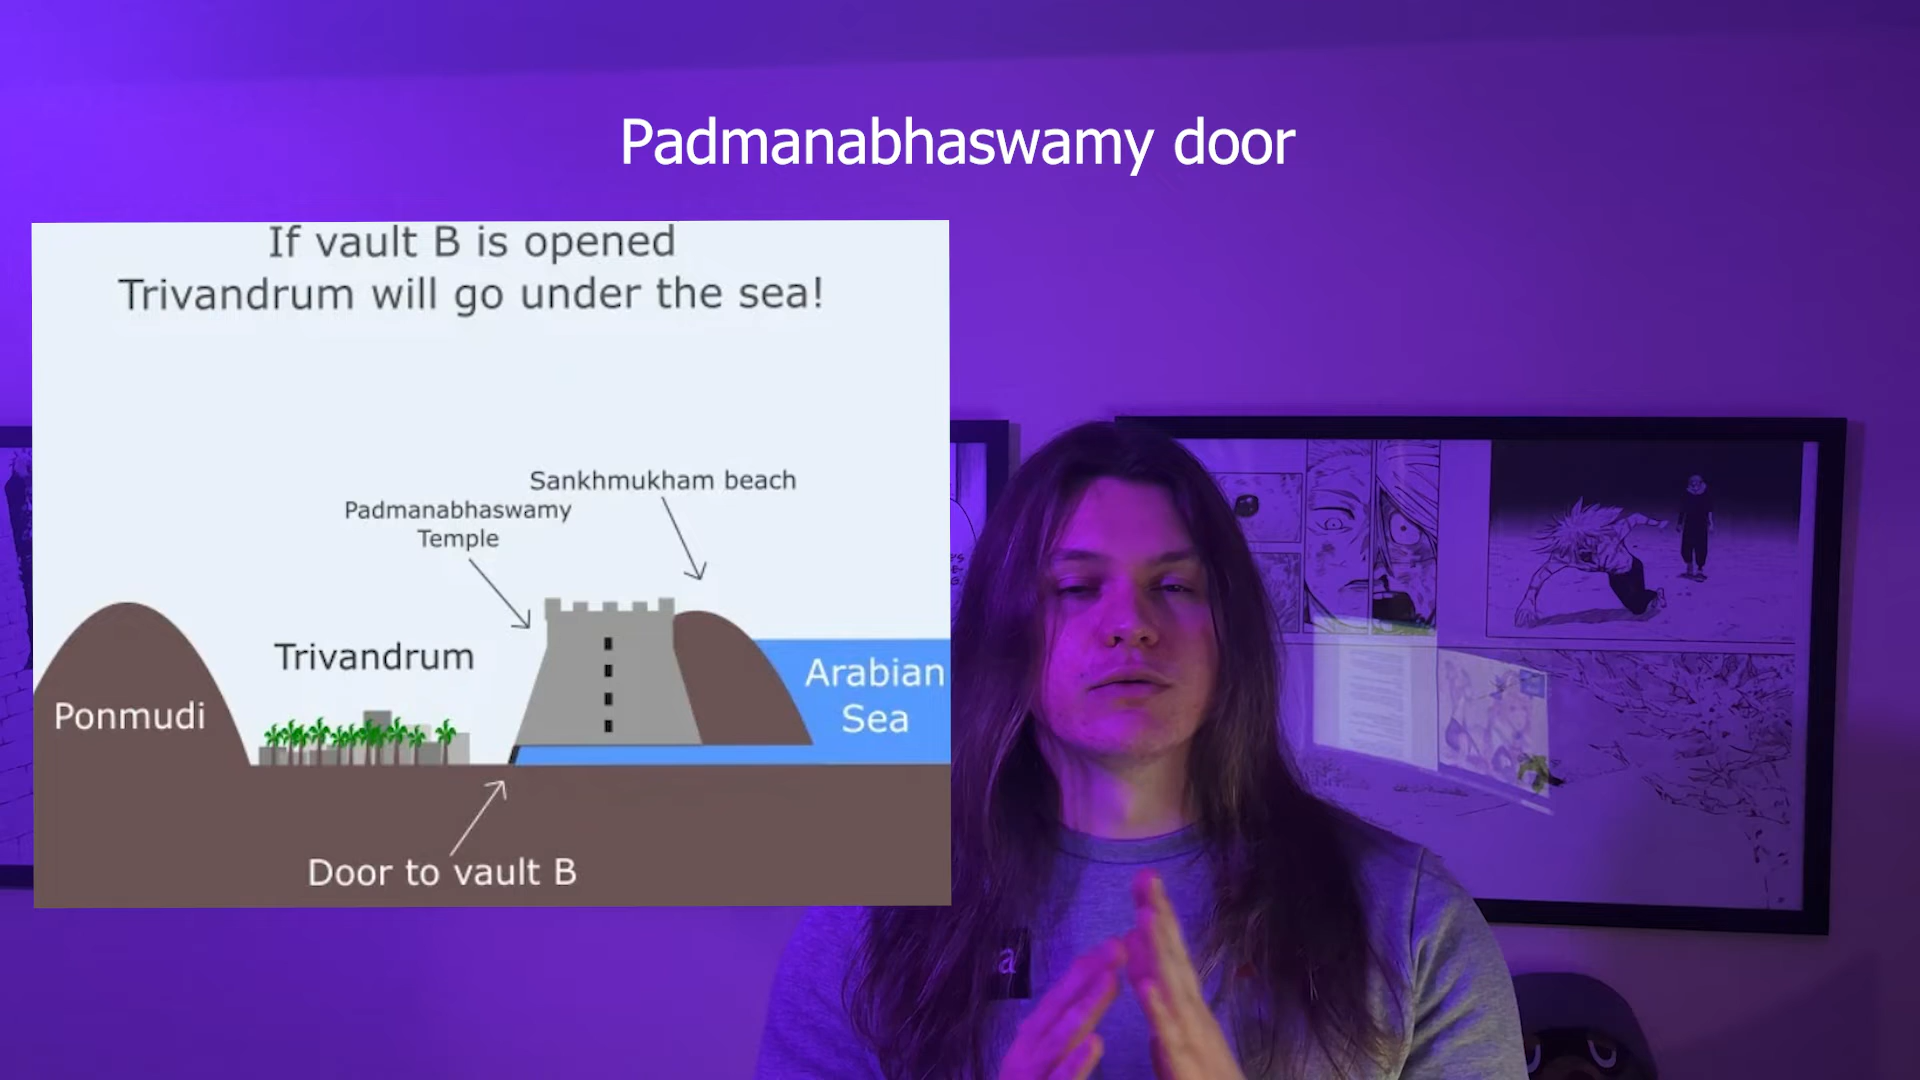 Padmanabhaswamy door
If vault B is opened
Trivandrum will go under the sea!
Sankhmukham beach
Padmanabhaswamy
Temple
Trivandrum
Ponmudi
Arabian
Sea
Door to vault B
a